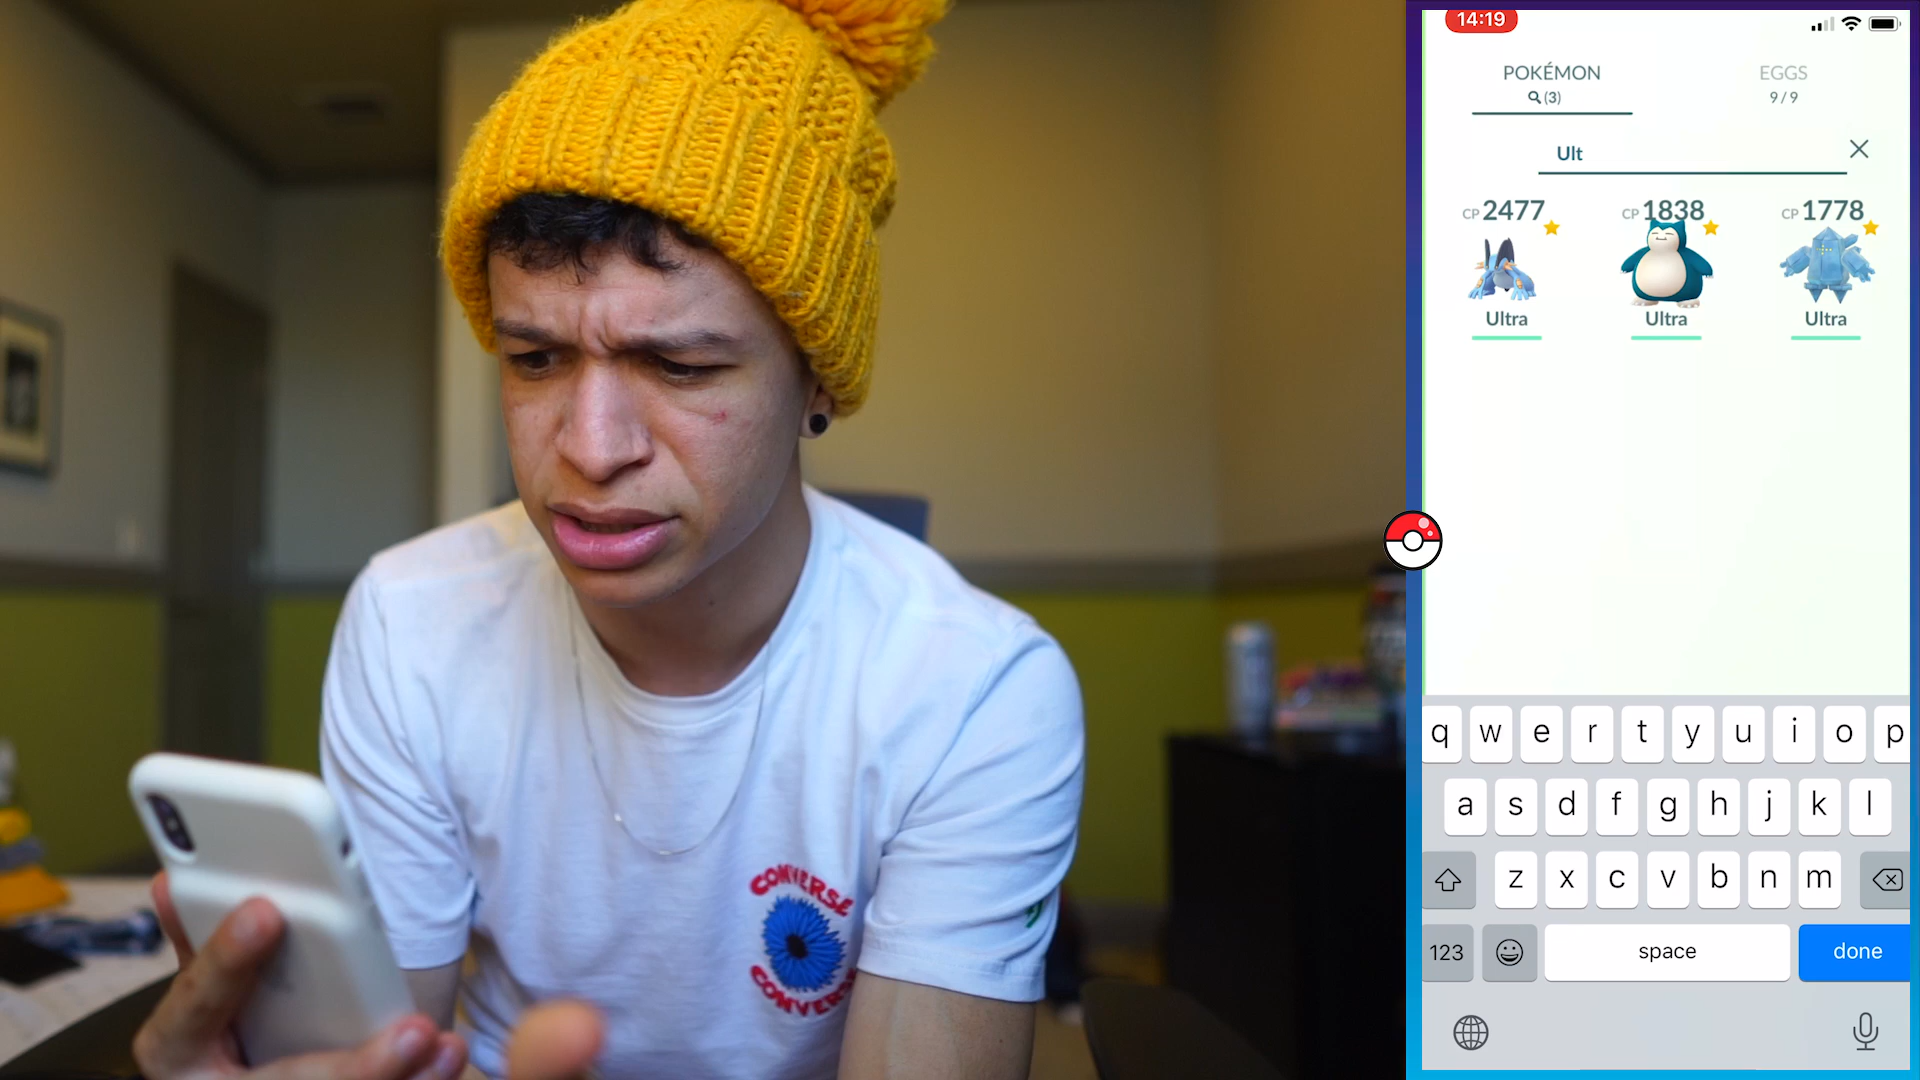 14:19
POKÉMON
(3)
EGGS
9/9
Ult
CP 2477
CP 1838
CP 1778
Ultra
Ultra
Ultra
q w e r t y u i o p
a s d f g h j k l
z x c v b n m
123
space
done
CONVERSE
CONVERSE